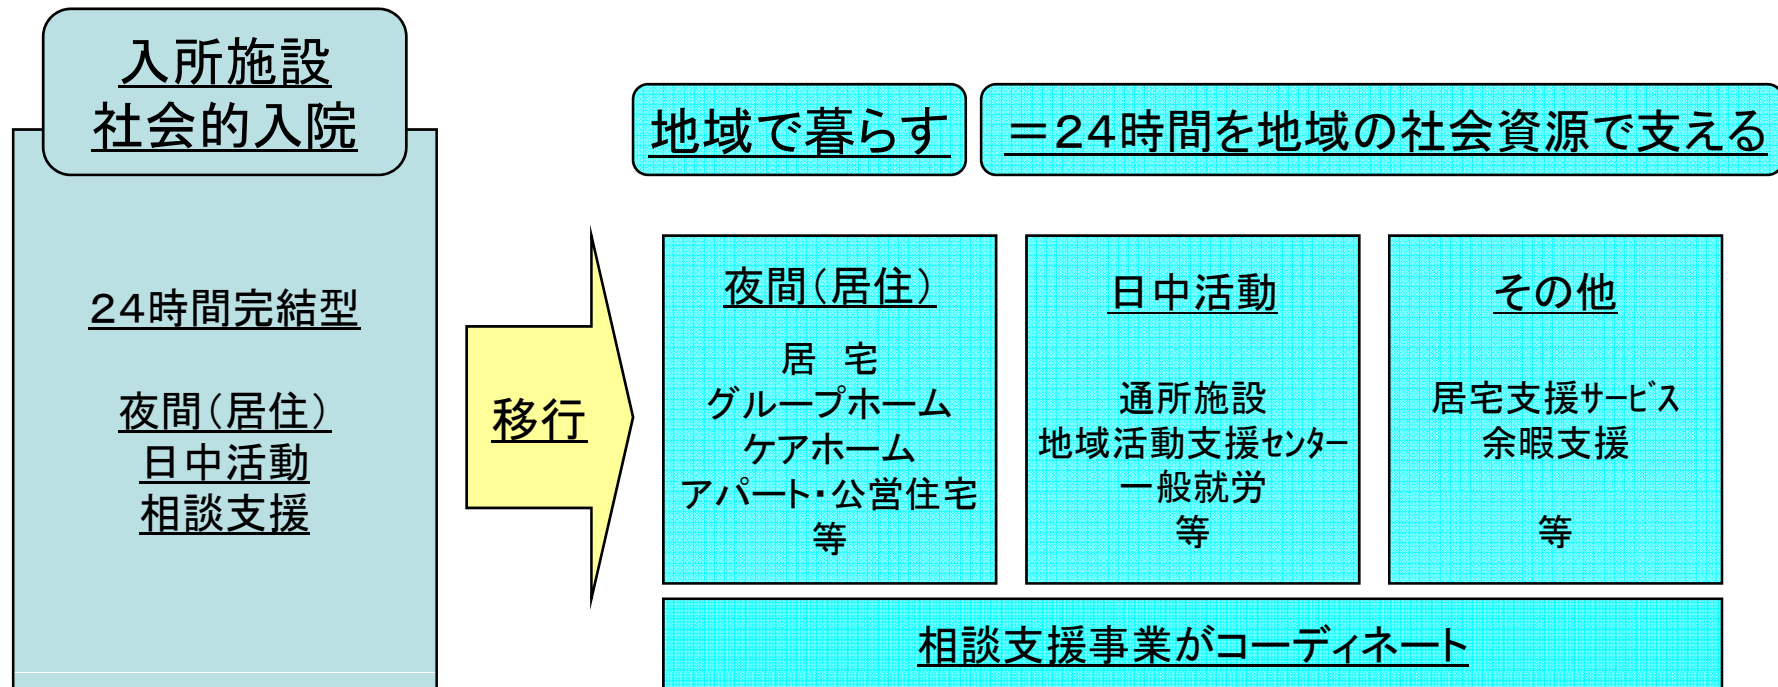 入所施設
社会的入院
24時間完結型
夜間(居住)
日中活動
相談支援
移行
地域で暮らす
=24時間を地域の社会資源で支える
夜間(居住)
居 宅
グループホーム
ケアホーム
アパート・公営住宅
等
日中活動
通所施設
地域活動支援センター
一般就労
等
その他
居宅支援サービス
余暇支援
等
相談支援事業がコーディネート